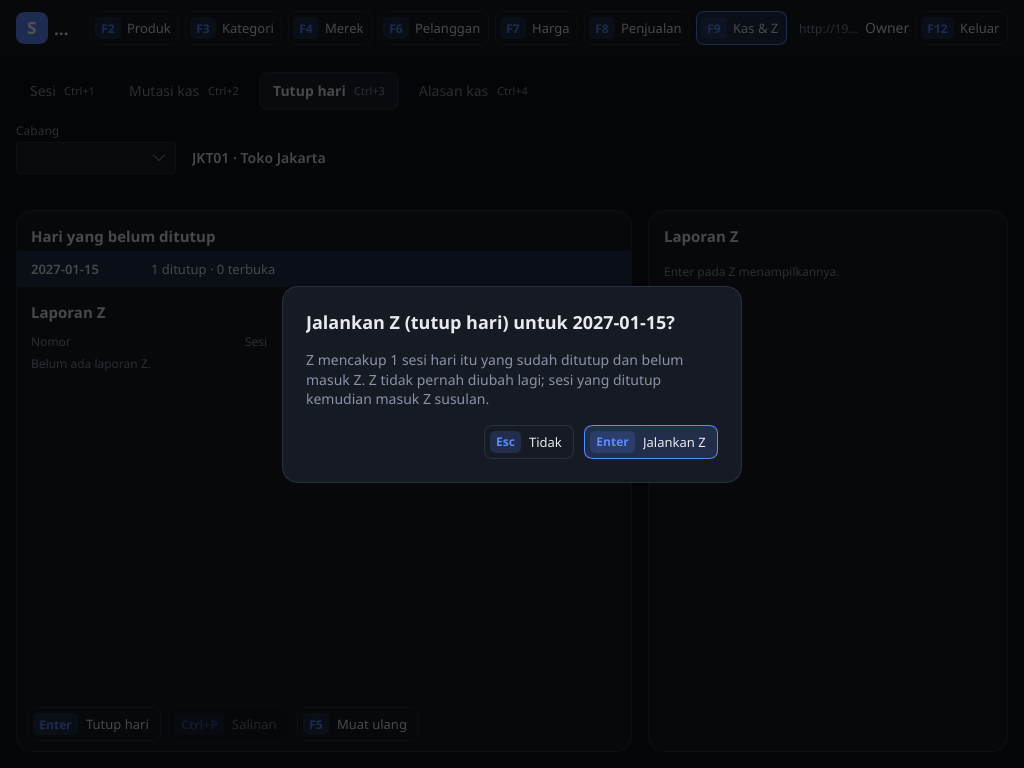 S ... F2 Produk F3 Kategori F4 Merek F6 Pelanggan F7 Harga F8 Penjualan F9 Kas & Z http://19... Owner F12 Keluar
Sesi Ctrl+1 Mutasi kas Ctrl+2 Tutup hari Ctrl+3 Alasan kas Ctrl+4
Cabang
JKT01 · Toko Jakarta
Hari yang belum ditutup
2027-01-15 1 ditutup · 0 terbuka
Laporan Z
Nomor Sesi
Belum ada laporan Z.
Laporan Z
Enter pada Z menampilkannya.
Jalankan Z (tutup hari) untuk 2027-01-15?
Z mencakup 1 sesi hari itu yang sudah ditutup dan belum
masuk Z. Z tidak pernah diubah lagi; sesi yang ditutup
kemudian masuk Z susulan.
Esc Tidak Enter Jalankan Z
Enter Tutup hari Ctrl+P Salinan F5 Muat ulang